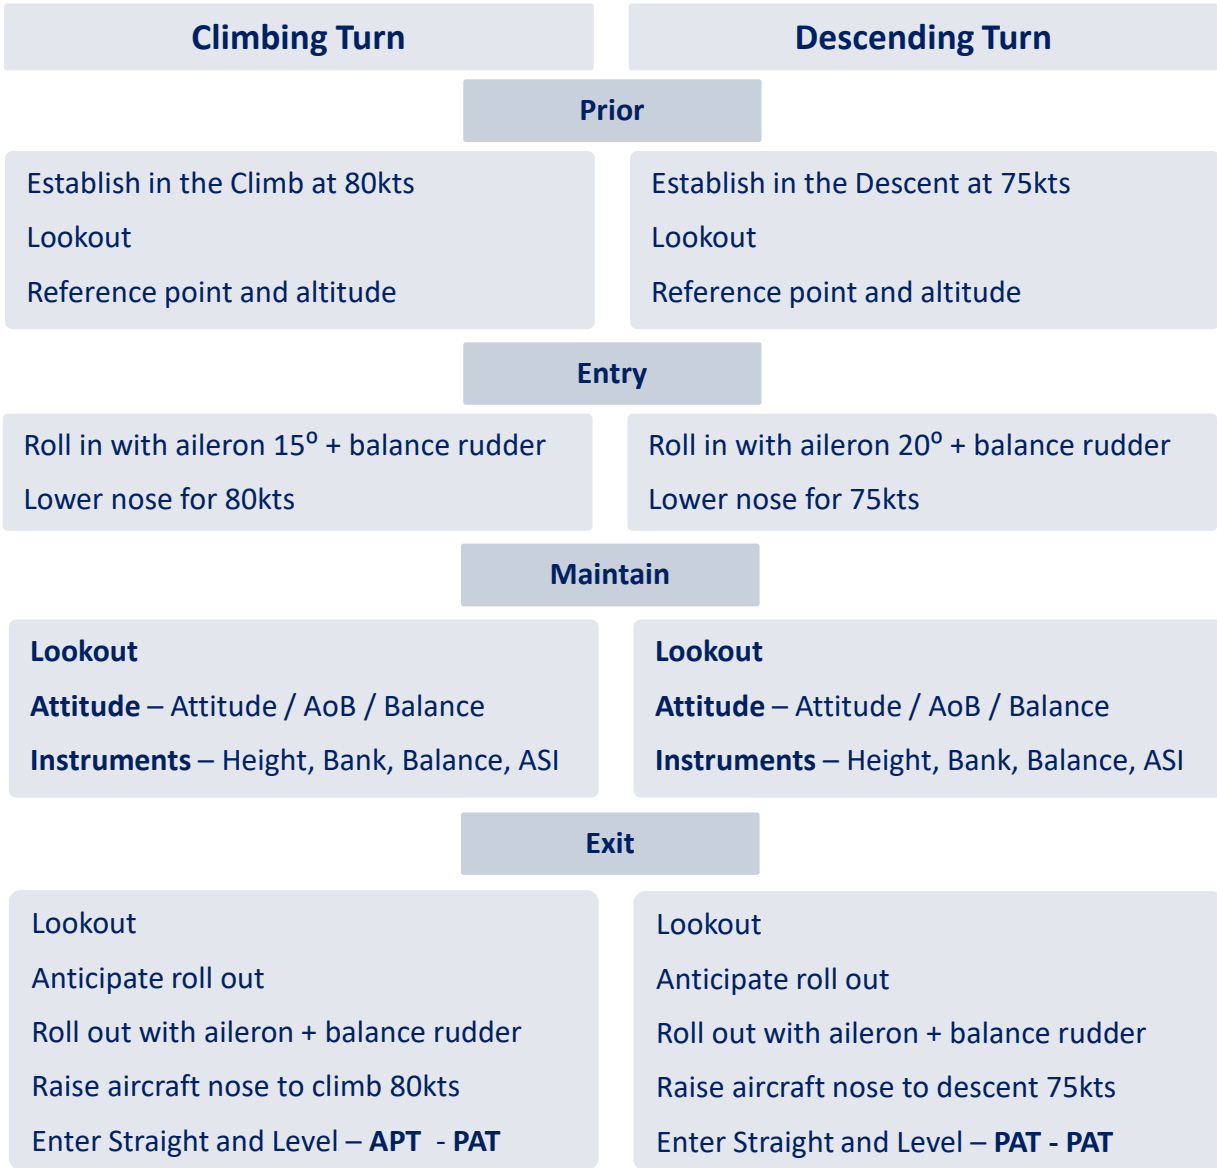 Climbing Turn
Descending Turn
Prior
Establish in the Climb at 80kts
Lookout
Reference point and altitude
Establish in the Descent at 75kts
Lookout
Reference point and altitude
Entry
Roll in with aileron 15⁰ + balance rudder
Lower nose for 80kts
Roll in with aileron 20⁰ + balance rudder
Lower nose for 75kts
Maintain
Lookout
Attitude – Attitude / AoB / Balance
Instruments – Height, Bank, Balance, ASI
Lookout
Attitude – Attitude / AoB / Balance
Instruments – Height, Bank, Balance, ASI
Exit
Lookout
Anticipate roll out
Roll out with aileron + balance rudder
Raise aircraft nose to climb 80kts
Enter Straight and Level – APT - PAT
Lookout
Anticipate roll out
Roll out with aileron + balance rudder
Raise aircraft nose to descent 75kts
Enter Straight and Level – PAT - PAT